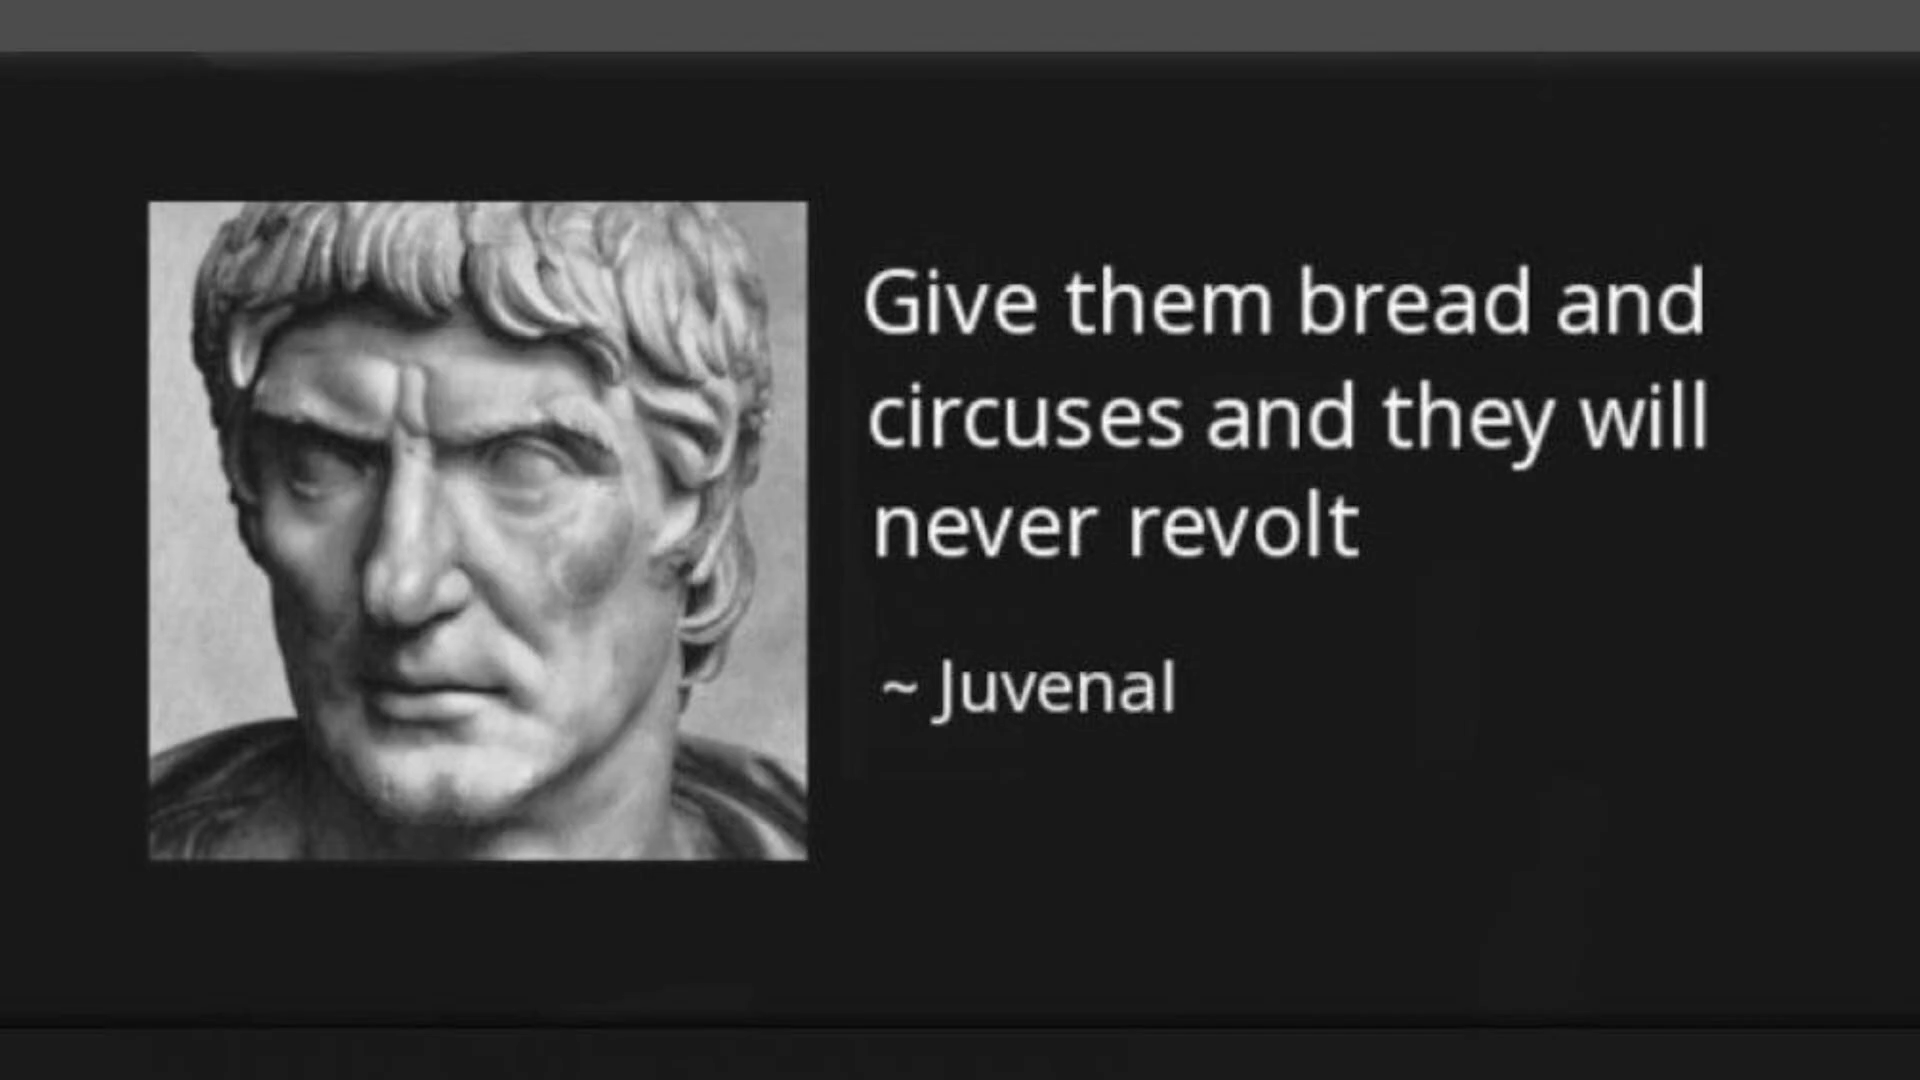 Give them bread and
circuses and they will
never revolt
~ Juvenal